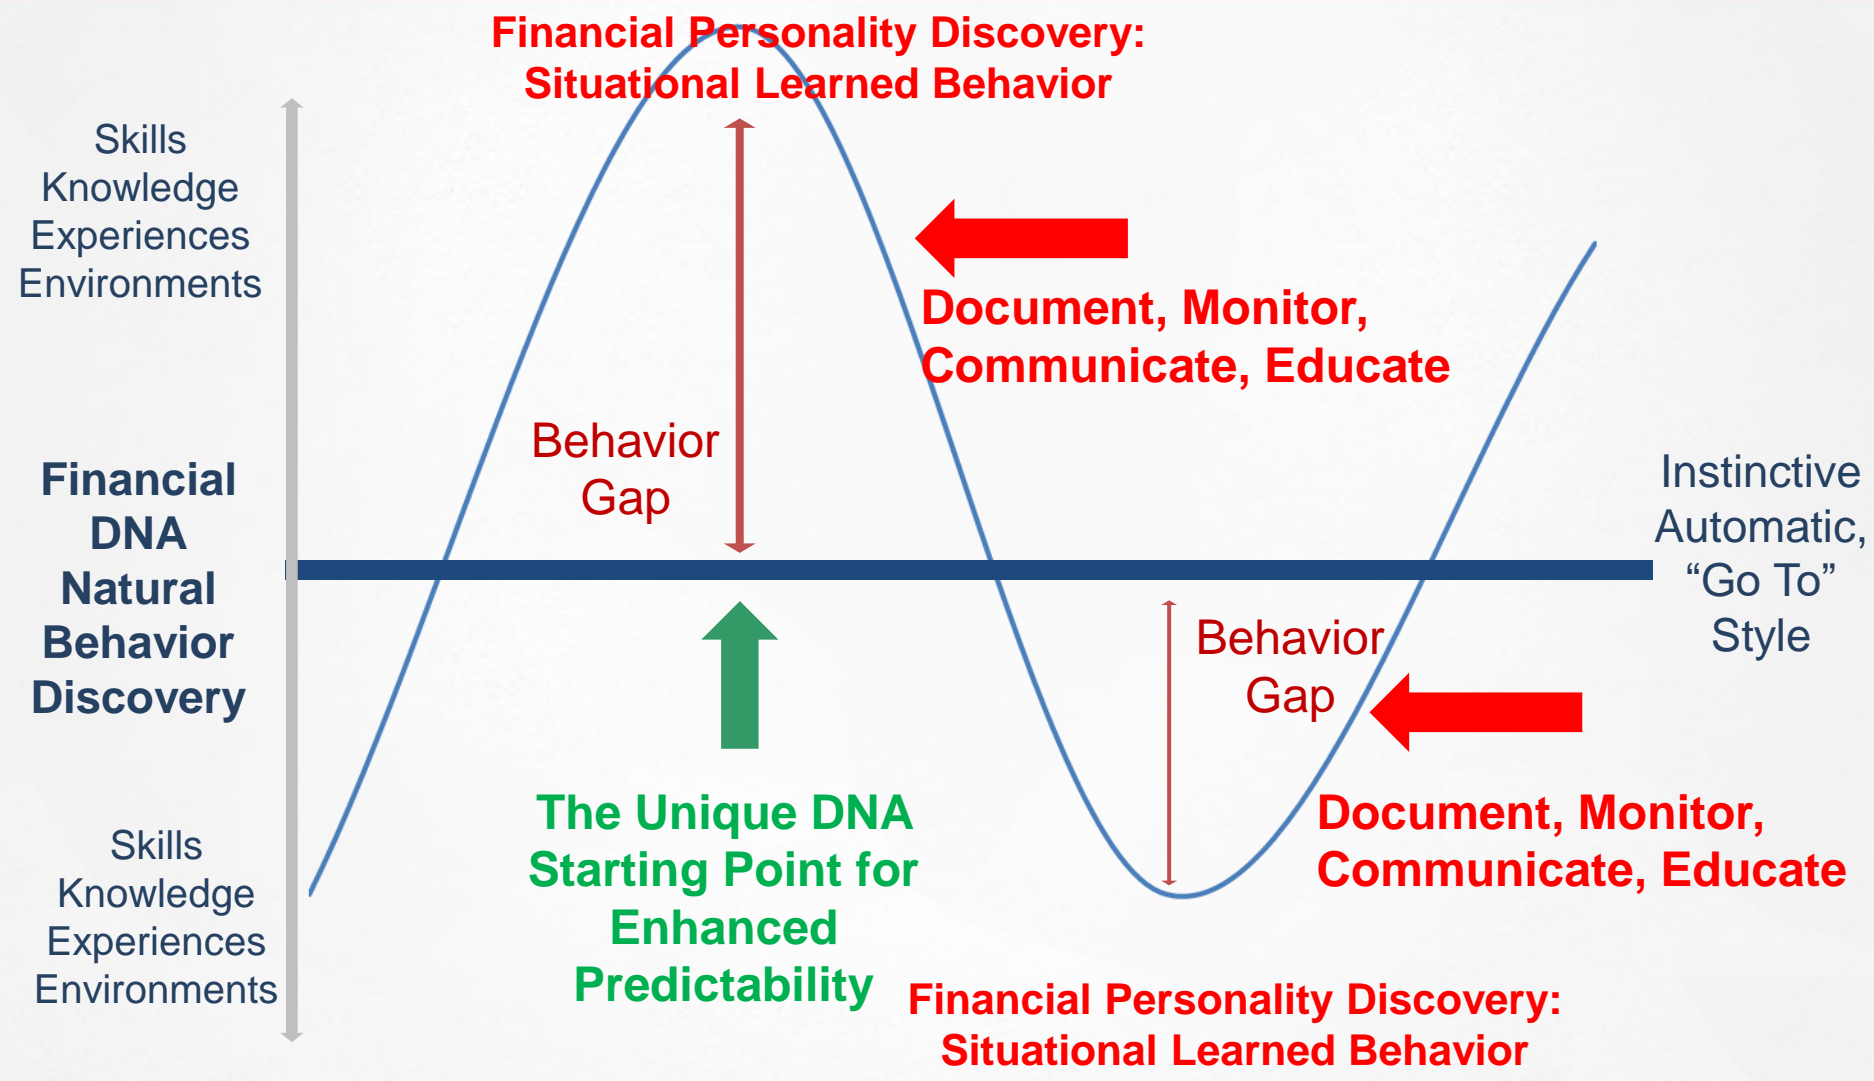 Financial Personality Discovery:
Situational Learned Behavior
Skills
Knowledge
Experiences
Environments
Document, Monitor,
Communicate, Educate
Behavior
Gap
Financial
DNA
Natural
Behavior
Discovery
Instinctive
Automatic,
“Go To”
Style
Behavior
Gap
The Unique DNA
Starting Point for
Enhanced
Predictability
Document, Monitor,
Communicate, Educate
Skills
Knowledge
Experiences
Environments
Financial Personality Discovery:
Situational Learned Behavior